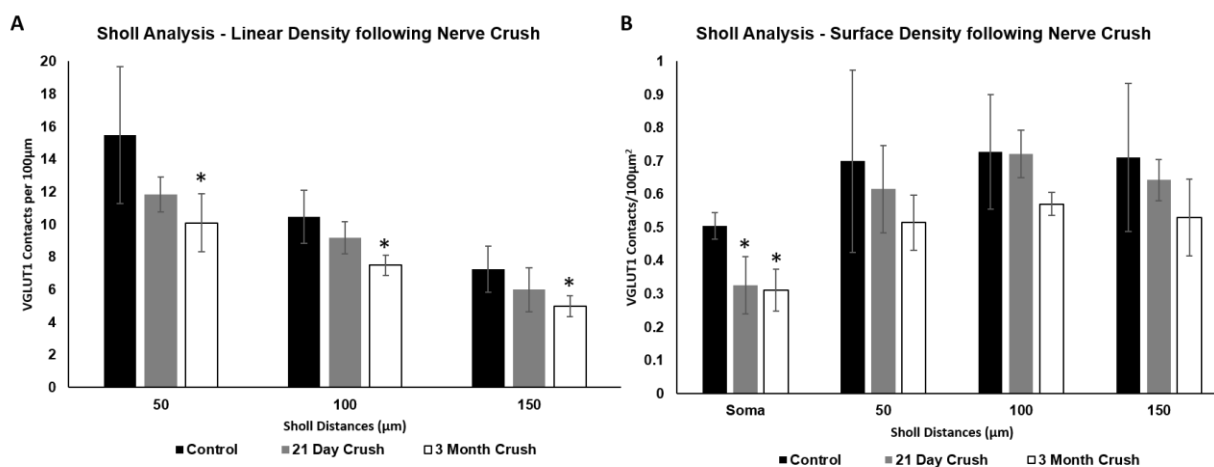 A
Sholl Analysis - Linear Density following Nerve Crush
VGLUT1 Contacts per 100µm
20
18
16
14
12
10
8
6
4
2
0
*
*
*
50 100 150
Sholl Distances (µm)
Control 21 Day Crush 3 Month Crush
B
Sholl Analysis - Surface Density following Nerve Crush
VGLUT1 Contacts/100µm²
1
0.9
0.8
0.7
0.6
0.5
0.4
0.3
0.2
0.1
0
* *
Soma 50 100 150
Sholl Distances (µm)
Control 21 Day Crush 3 Month Crush